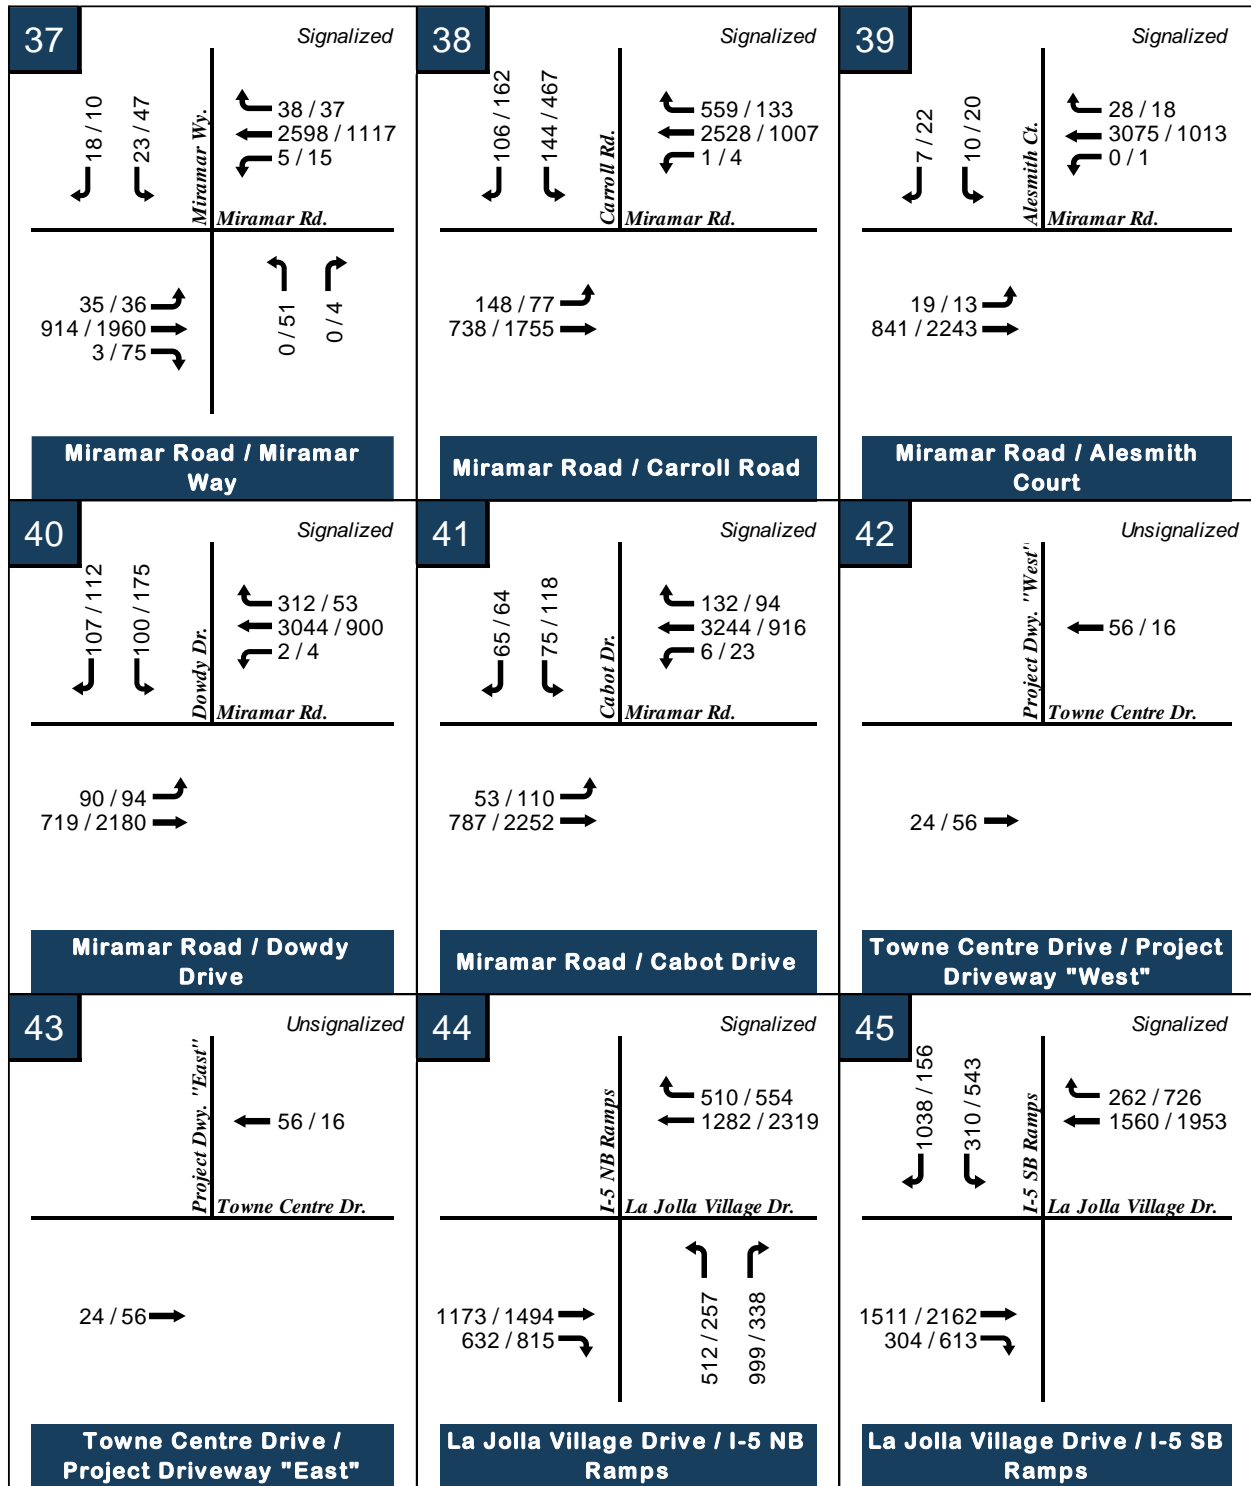 37
Signalized
18 / 10
23 / 47
Miramar Wy.
38 / 37
2598 / 1117
5 / 15
Miramar Rd.
35 / 36
914 / 1960
3 / 75
0 / 51
0 / 4
Miramar Road / Miramar
Way
38
Signalized
106 / 162
144 / 467
Carroll Rd.
559 / 133
2528 / 1007
1 / 4
Miramar Rd.
148 / 77
738 / 1755
Miramar Road / Carroll Road
39
Signalized
7 / 22
10 / 20
Alesmith Ct.
28 / 18
3075 / 1013
0 / 1
Miramar Rd.
19 / 13
841 / 2243
Miramar Road / Alesmith
Court
40
Signalized
107 / 112
100 / 175
Dowdy Dr.
312 / 53
3044 / 900
2 / 4
Miramar Rd.
90 / 94
719 / 2180
Miramar Road / Dowdy
Drive
41
Signalized
65 / 64
75 / 118
Cabot Dr.
132 / 94
3244 / 916
6 / 23
Miramar Rd.
53 / 110
787 / 2252
Miramar Road / Cabot Drive
42
Unsignalized
Project Dwy. "West"
56 / 16
Towne Centre Dr.
24 / 56
Towne Centre Drive / Project
Driveway "West"
43
Unsignalized
Project Dwy. "East"
56 / 16
Towne Centre Dr.
24 / 56
Towne Centre Drive /
Project Driveway "East"
44
Signalized
I-5 NB Ramps
510 / 554
1282 / 2319
La Jolla Village Dr.
1173 / 1494
632 / 815
512 / 257
999 / 338
La Jolla Village Drive / I-5 NB
Ramps
45
Signalized
1038 / 156
310 / 543
I-5 SB Ramps
262 / 726
1560 / 1953
La Jolla Village Dr.
1511 / 2162
304 / 613
La Jolla Village Drive / I-5 SB
Ramps